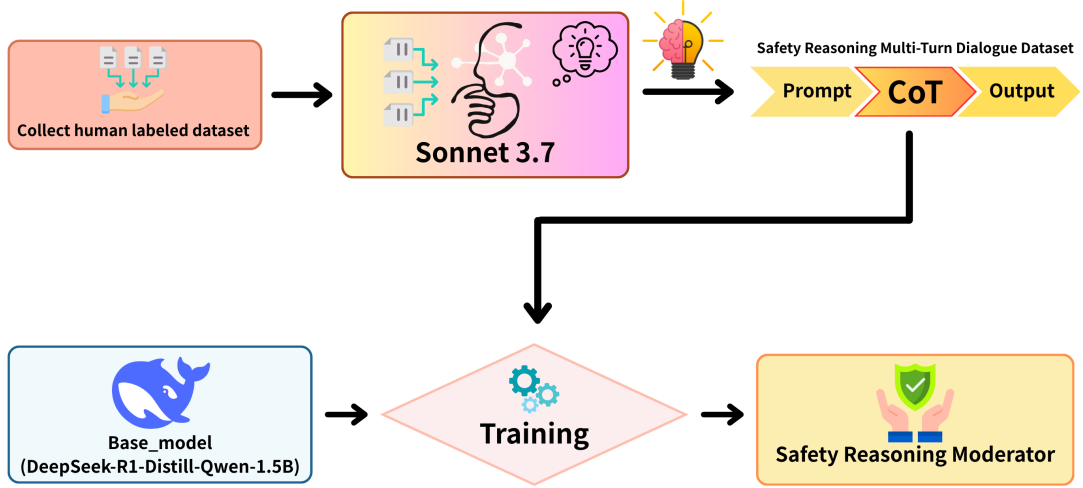 Collect human labeled dataset
Sonnet 3.7
Safety Reasoning Multi-Turn Dialogue Dataset
Prompt
CoT
Output
Base_model
(DeepSeek-R1-Distill-Qwen-1.5B)
Training
Safety Reasoning Moderator